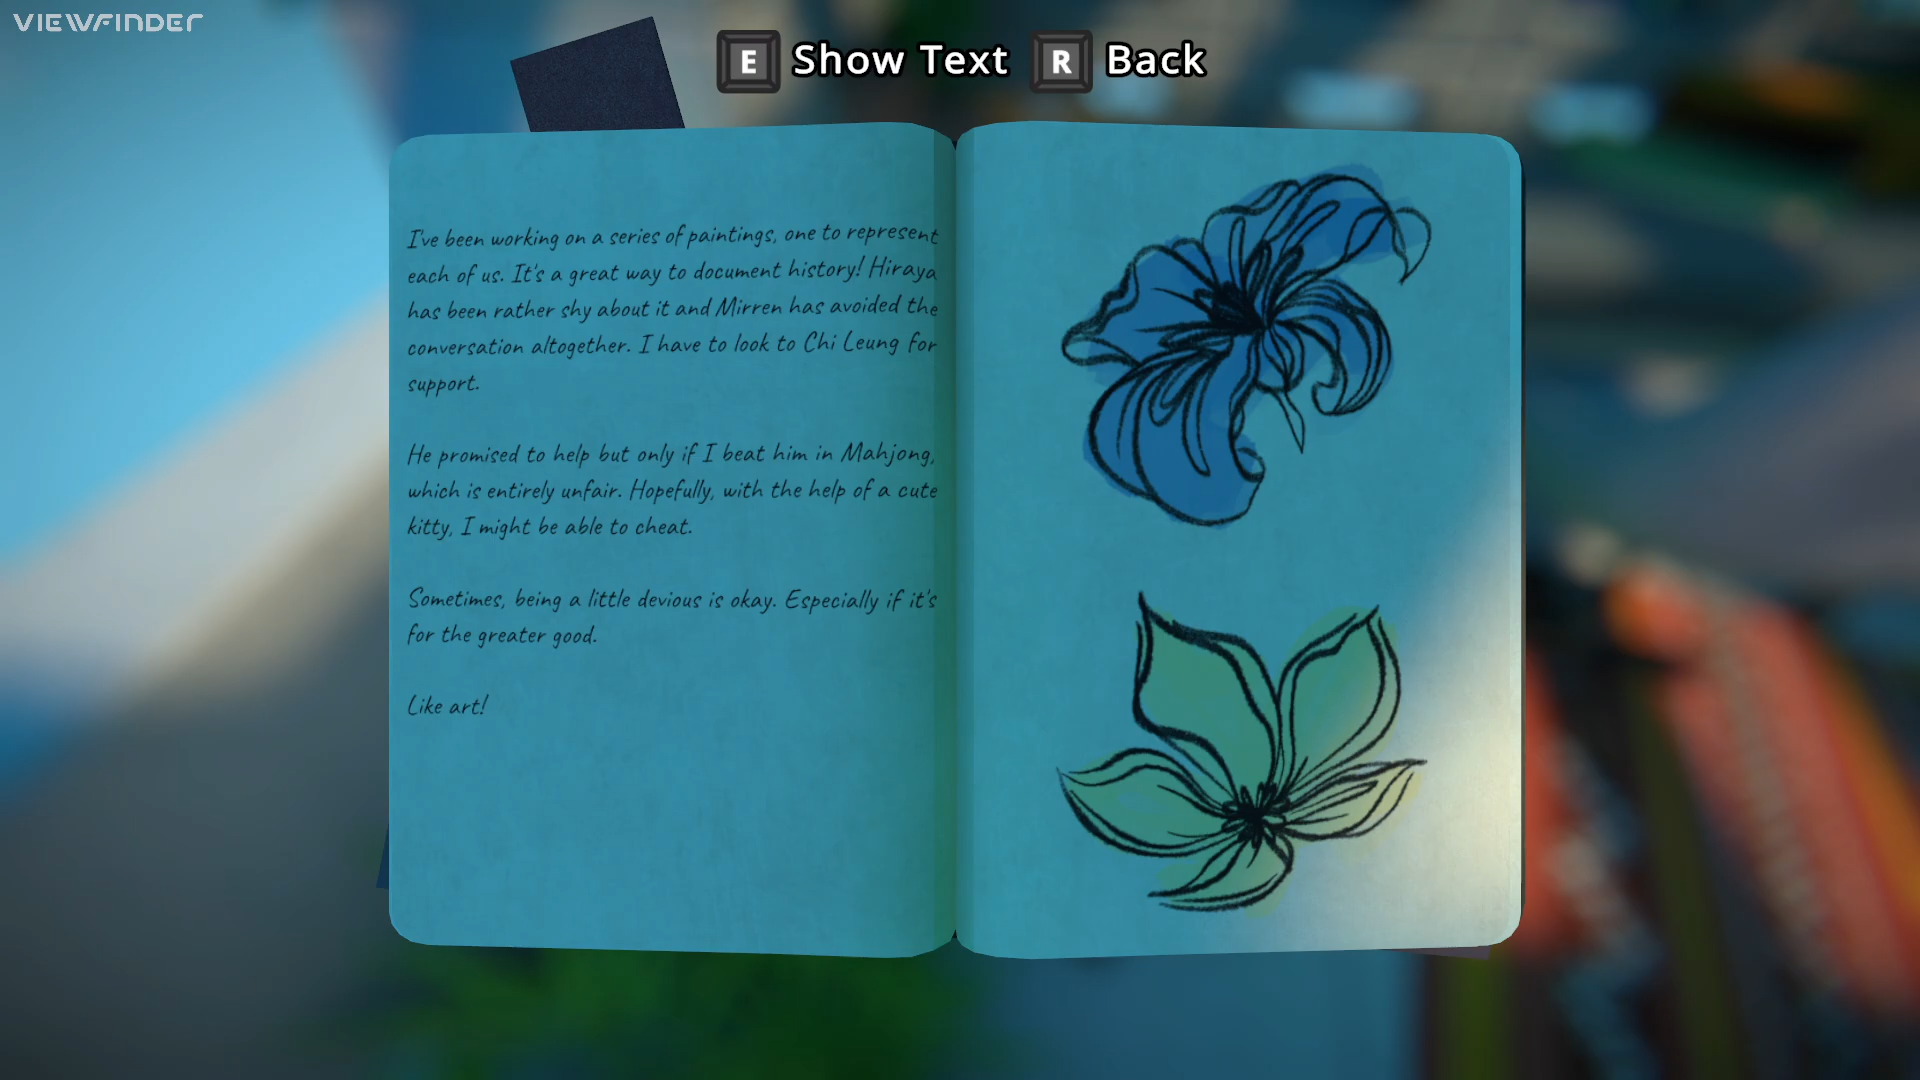 VIEWFINDER
E Show Text R Back
I've been working on a series of paintings, one to represent
each of us. It's a great way to document history! Hiraya
has been rather shy about it and Mirren has avoided the
conversation altogether. I have to look to Chi Leung for
support.
He promised to help but only if I beat him in Mahjong,
which is entirely unfair. Hopefully, with the help of a cute
kitty, I might be able to cheat.
Sometimes, being a little devious is okay. Especially if it's
for the greater good.
Like art!